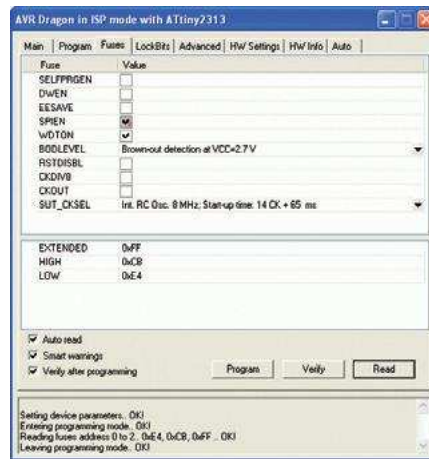 AVR Dragon in ISP mode with ATtiny2313
Main Program Fuses LockBits Advanced HW Settings HW Info Auto
Fuse Value
SELFPRGEN
DWEN
EESAVE
SPIEN
WDTON
BODLEVEL Brown-out detection at VCC=2.7 V
RSTDISBL
CKDIV8
CKOUT
SUT_CKSEL Int. RC Osc. 8 MHz; Start-up time: 14 CK + 65 ms
EXTENDED 0xFF
HIGH 0xCB
LOW 0xE4
Auto read
Smart warnings
Verify after programming
Program Verify Read
Setting device parameters.. OK!
Entering programming mode.. OK!
Reading fuses address 0 to 2.. 0xE4, 0xCB, 0xFF .. OK!
Leaving programming mode.. OK!